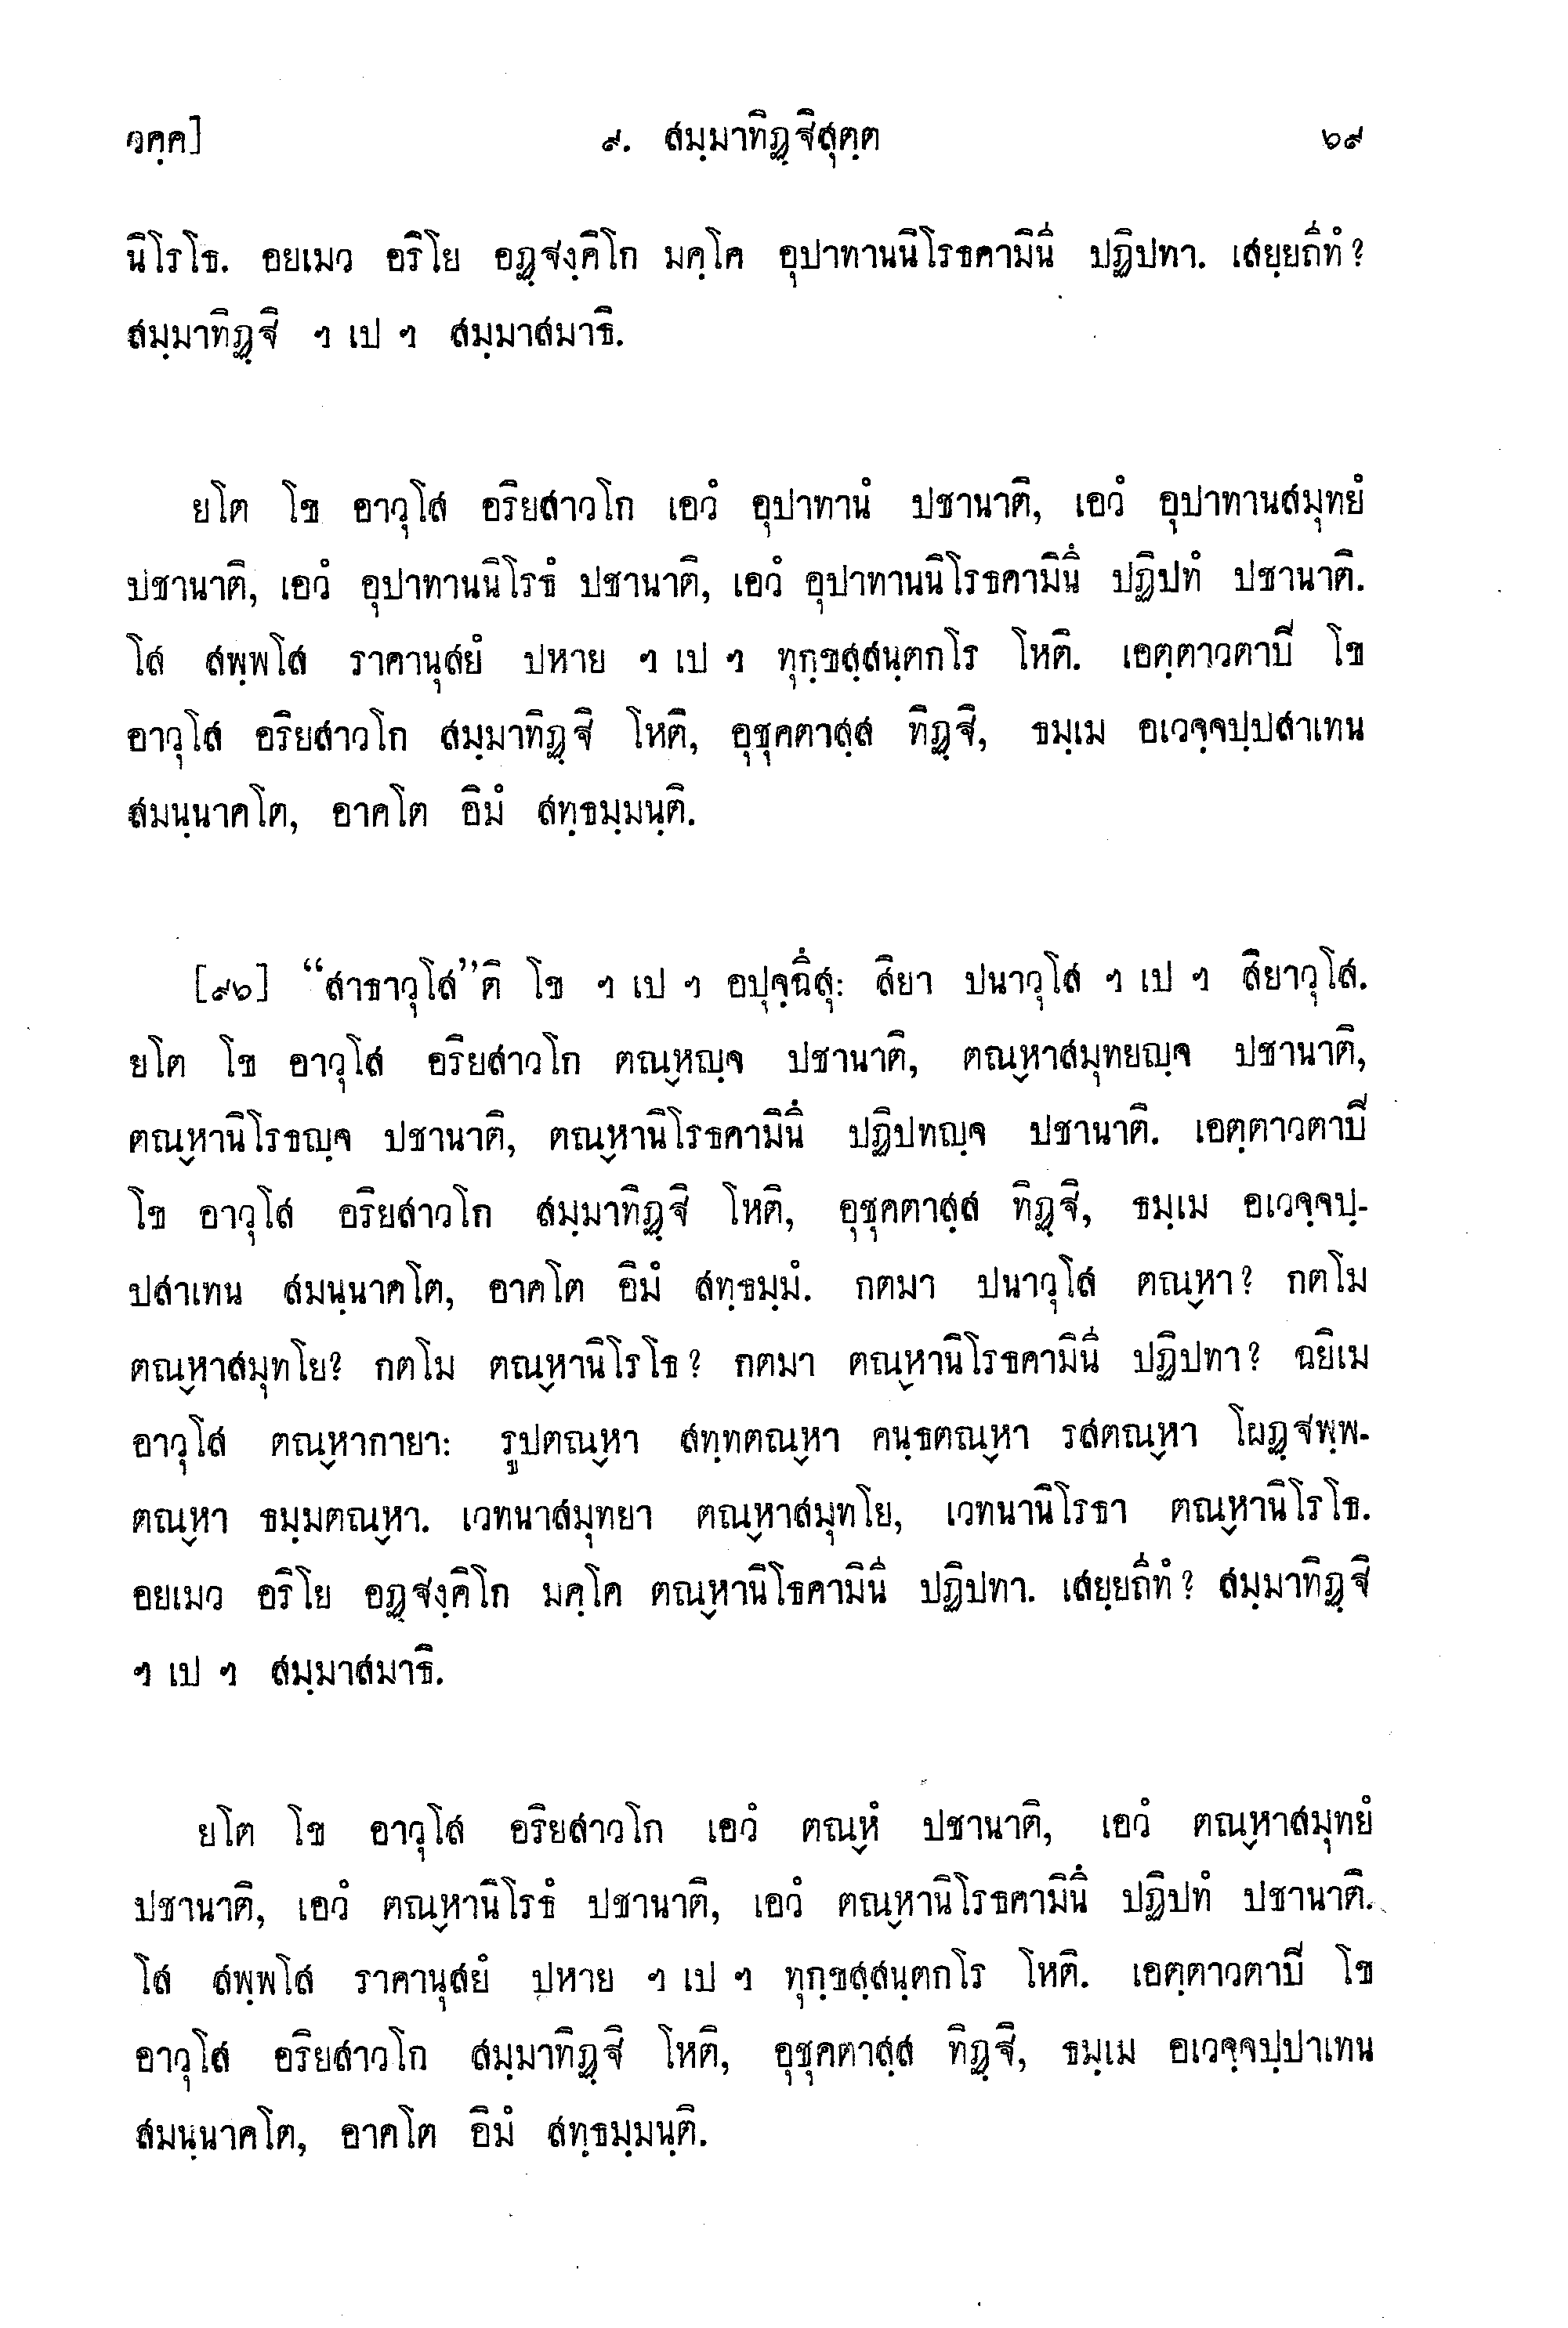 วคฺค]
๙. สมฺมาทิฏฺฐิสุตฺต
๖๙
นิโรโธ. อยเมว อริโย อฏฺฐงฺคิโก มคฺโค อุปาทานนิโรธคามินี ปฏิปทา. เสยฺยถีทํ?
สมฺมาทิฏฺฐิ ฯ เป ฯ สมฺมาสมาธิ.
ยโต โข อาวุโส อริยสาวโก เอวํ อุปาทานํ ปชานาติ, เอวํ อุปาทานสมุทยํ
ปชานาติ, เอวํ อุปาทานนิโรธํ ปชานาติ, เอวํ อุปาทานนิโรธคามินึ ปฏิปทํ ปชานาติ.
โส สพฺพโส ราคานุสยํ ปหาย ฯ เป ฯ ทุกฺขสฺสนฺตกโร โหติ. เอตฺตาวตาปิ โข
อาวุโส อริยสาวโก สมฺมาทิฏฺฐิ โหติ, อุชุคตาสฺส ทิฏฺฐิ, ธมฺเม อเวจฺจปฺปสาเทน
สมนฺนาคโต, อาคโต อิมํ สทฺธมฺมนฺติ.
[๙๖] “สาธาวุโส”ติ โข ฯ เป ฯ อปุจฺฉึสุ: สิยา ปนาวุโส ฯ เป ฯ สิยาวุโส.
ยโต โข อาวุโส อริยสาวโก ตณฺหญฺจ ปชานาติ, ตณฺหาสมุทยญฺจ ปชานาติ,
ตณฺหานิโรธญฺจ ปชานาติ, ตณฺหานิโรธคามินึ ปฏิปทญฺจ ปชานาติ. เอตฺตาวตาปิ
โข อาวุโส อริยสาวโก สมฺมาทิฏฺฐิ โหติ, อุชุคตาสฺส ทิฏฺฐิ, ธมฺเม อเวจฺจปฺ-
ปสาเทน สมนฺนาคโต, อาคโต อิมํ สทฺธมฺมํ. กตมา ปนาวุโส ตณฺหา? กตโม
ตณฺหาสมุทโย? กตโม ตณฺหานิโรโธ? กตมา ตณฺหานิโรธคามินี ปฏิปทา? ฉยิเม
อาวุโส ตณฺหากายา: รูปตณฺหา สทฺทตณฺหา คนฺธตณฺหา รสตณฺหา โผฏฺฐพฺพ-
ตณฺหา ธมฺมตณฺหา. เวทนาสมุทยา ตณฺหาสมุทโย, เวทนานิโรธา ตณฺหานิโรโธ.
อยเมว อริโย อฏฺฐงฺคิโก มคฺโค ตณฺหานิโธคามินี ปฏิปทา. เสยฺยถีทํ? สมฺมาทิฏฺฐิ
ฯ เป ฯ สมฺมาสมาธิ.
ยโต โข อาวุโส อริยสาวโก เอวํ ตณฺหํ ปชานาติ, เอวํ ตณฺหาสมุทยํ
ปชานาติ, เอวํ ตณฺหานิโรธํ ปชานาติ, เอวํ ตณฺหานิโรธคามินึ ปฏิปทํ ปชานาติ.
โส สพฺพโส ราคานุสยํ ปหาย ฯ เป ฯ ทุกฺขสฺสนฺตกโร โหติ. เอตฺตาวตาปิ โข
อาวุโส อริยสาวโก สมฺมาทิฏฺฐิ โหติ, อุชุคตาสฺส ทิฏฺฐิ, ธมฺเม อเวจฺจปฺปาเทน
สมนฺนาคโต, อาคโต อิมํ สทฺธมฺมนฺติ.